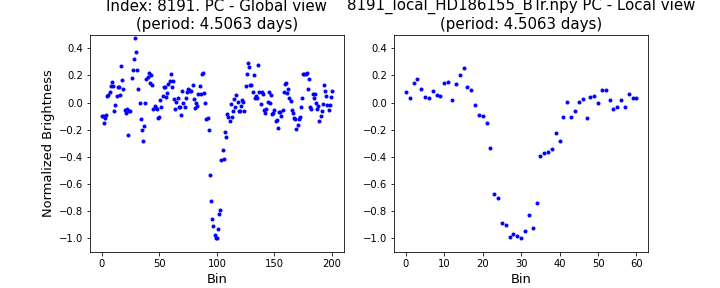 Index: 8191. PC - Global view
(period: 4.5063 days)
8191_local_HD186155_BTr.npy PC - Local view
(period: 4.5063 days)
Normalized Brightness
0.4
0.2
0.0
−0.2
−0.4
−0.6
−0.8
−1.0
0 50 100 150 200
Bin
0.4
0.2
0.0
−0.2
−0.4
−0.6
−0.8
−1.0
0 10 20 30 40 50 60
Bin